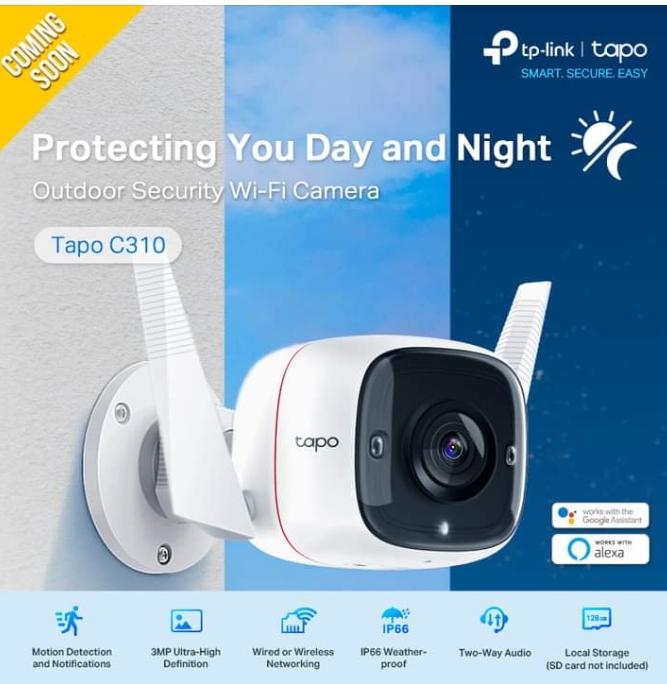 COMING
SOON
tp-link | tapo
SMART. SECURE. EASY
Protecting You Day and Night
Outdoor Security Wi-Fi Camera
Tapo C310
tapo
works with the
Google Assistant
WORKS WITH
alexa
IP66
128GB
Motion Detection
and Notifications
3MP Ultra-High
Definition
Wired or Wireless
Networking
IP66 Weather-
proof
Two-Way Audio
Local Storage
(SD card not included)